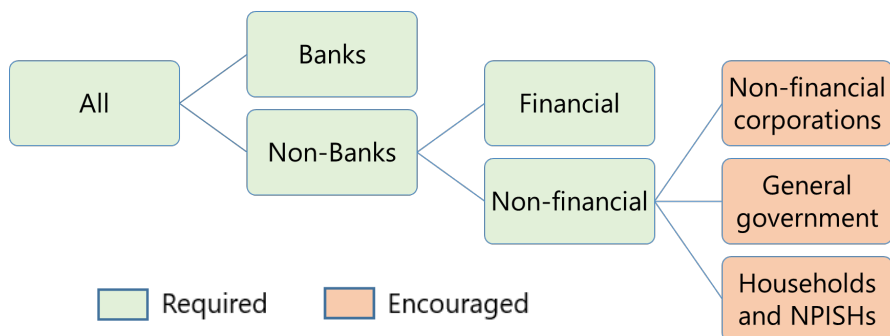 All
Banks
Non-Banks
Financial
Non-financial
Non-financial
corporations
General
government
Households
and NPISHs
Required
Encouraged